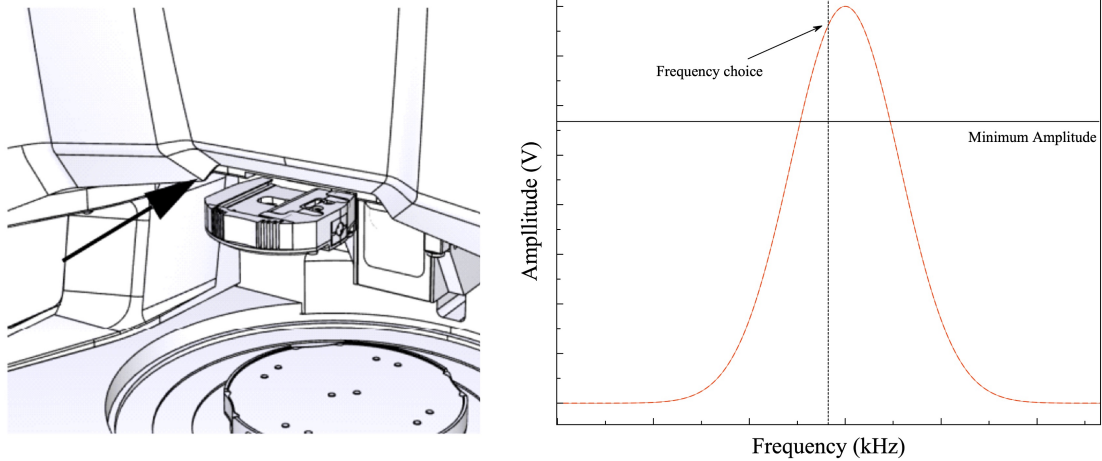 Frequency choice
Minimum Amplitude
Ampllitude (V)
Frequency (kHz)